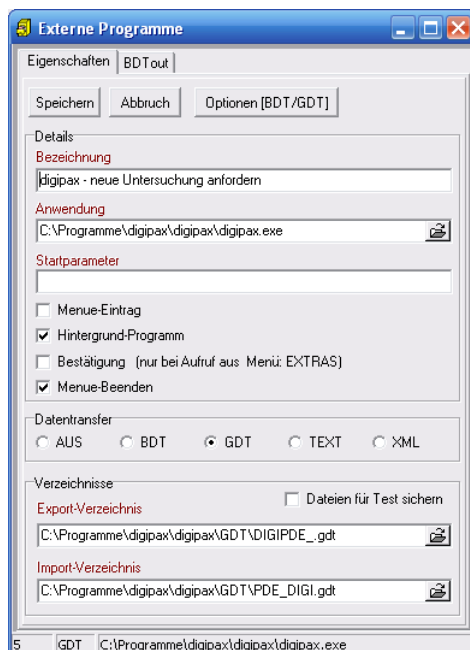 Externe Programme
Eigenschaften BDTout
Speichern Abbruch Optionen [BDT/GDT]
Details
Bezeichnung
digipax - neue Untersuchung anfordern
Anwendung
C:\Programme\digipax\digipax\digipax.exe
Startparameter
Menue-Eintrag
Hintergrund-Programm
Bestätigung (nur bei Aufruf aus Menü: EXTRAS)
Menue-Beenden
Datentransfer
AUS BDT GDT TEXT XML
Verzeichnisse
Dateien für Test sichern
Export-Verzeichnis
C:\Programme\digipax\digipax\GDT\DIGIPDE_.gdt
Import-Verzeichnis
C:\Programme\digipax\digipax\GDT\PDE_DIGI.gdt
5 GDT C:\Programme\digipax\digipax\digipax.exe